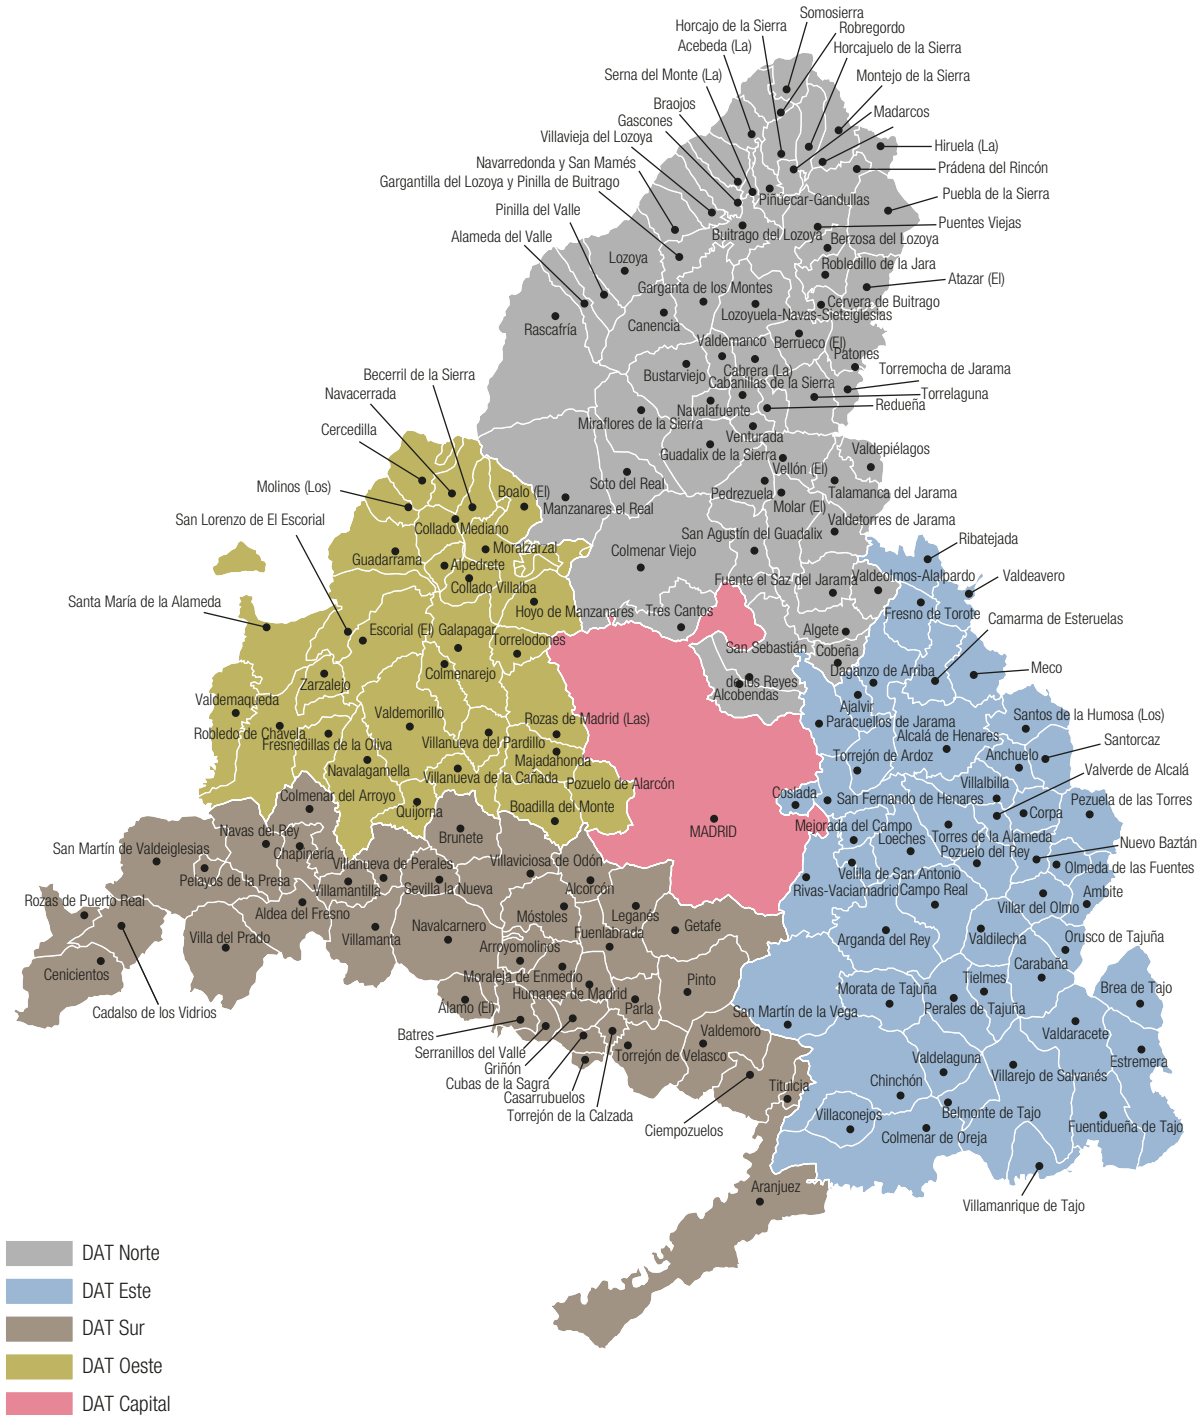 Somosierra
Horcajo de la Sierra
Robregordo
Acebeda (La)
Horcajuelo de la Sierra
Serna del Monte (La)
Montejo de la Sierra
Braojos
Madarcos
Gascones
Villavieja del Lozoya
Hiruela (La)
Navarredonda y San Mamés
Prádena del Rincón
Gargantilla del Lozoya y Pinilla de Buitrago
Puebla de la Sierra
Piñuécar-Gandullas
Pinilla del Valle
Puentes Viejas
Alameda del Valle
Buitrago del Lozoya
Berzosa del Lozoya
Lozoya
Robledillo de la Jara
Atazar (El)
Garganta de los Montes
Cervera de Buitrago
Lozoyuela-Navas-Sieteiglesias
Rascafría
Canencia
Valdemanco
Berrueco (El)
Patones
Becerril de la Sierra
Bustarviejo
Cabrera (La)
Torremocha de Jarama
Cabanillas de la Sierra
Navacerrada
Torrelaguna
Navalafuente
Redueña
Cercedilla
Miraflores de la Sierra
Venturada
Guadalix de la Sierra
Valdepiélagos
Vellón (El)
Molinos (Los)
Boalo (El)
Soto del Real
Pedrezuela
Talamanca del Jarama
Manzanares el Real
Molar (El)
San Lorenzo de El Escorial
Collado Mediano
San Agustín del Guadalix
Valdetorres de Jarama
Ribatejada
Guadarrama
Moralzarzal
Colmenar Viejo
Alpedrete
Fuente el Saz del Jarama
Valdeolmos-Alalpardo
Valdeavero
Collado Villalba
Santa María de la Alameda
Hoyo de Manzanares
Tres Cantos
Fresno de Torote
Camarma de Esteruelas
Escorial (El)
Galapagar
Torrelodones
Algete
San Sebastián
de los Reyes
Cobeña
Colmenarejo
Daganzo de Arriba
Meco
Zarzalejo
Alcobendas
Valdemaqueda
Ajalvir
Valdemorillo
Rozas de Madrid (Las)
Paracuellos de Jarama
Santos de la Humosa (Los)
Robledo de Chavela
Alcalá de Henares
Fresnedillas de la Oliva
Villanueva del Pardillo
Santorcaz
Majadahonda
Torrejón de Ardoz
Anchuelo
Navalagamella
Villanueva de la Cañada
Valverde de Alcalá
Pozuelo de Alarcón
Villalbilla
Coslada
Colmenar del Arroyo
San Fernando de Henares
Pezuela de las Torres
Quijorna
Boadilla del Monte
Corpa
Navas del Rey
Brunete
MADRID
Mejorada del Campo
Loeches
Torres de la Alameda
Nuevo Baztán
San Martín de Valdeiglesias
Chapinería
Pozuelo del Rey
Villanueva de Perales
Villaviciosa de Odón
Olmeda de las Fuentes
Velilla de San Antonio
Pelayos de la Presa
Villamantilla
Sevilla la Nueva
Alcorcón
Rivas-Vaciamadrid
Campo Real
Ambite
Rozas de Puerto Real
Villar del Olmo
Aldea del Fresno
Móstoles
Leganés
Navalcarnero
Getafe
Fuenlabrada
Villa del Prado
Villamanta
Arganda del Rey
Valdilecha
Orusco de Tajuña
Arroyomolinos
Carabaña
Cenicientos
Moraleja de Enmedio
Pinto
Tielmes
Brea de Tajo
Morata de Tajuña
Humanes de Madrid
Álamo (El)
Parla
Perales de Tajuña
Cadalso de los Vidrios
San Martín de la Vega
Batres
Valdemoro
Valdaracete
Serranillos del Valle
Torrejón de Velasco
Valdelaguna
Estremera
Griñón
Villarejo de Salvanés
Cubas de la Sagra
Chinchón
Titulcia
Casarrubuelos
Torrejón de la Calzada
Villaconejos
Belmonte de Tajo
Fuentidueña de Tajo
Ciempozuelos
Colmenar de Oreja
Aranjuez
Villamanrique de Tajo
DAT Norte
DAT Este
DAT Sur
DAT Oeste
DAT Capital